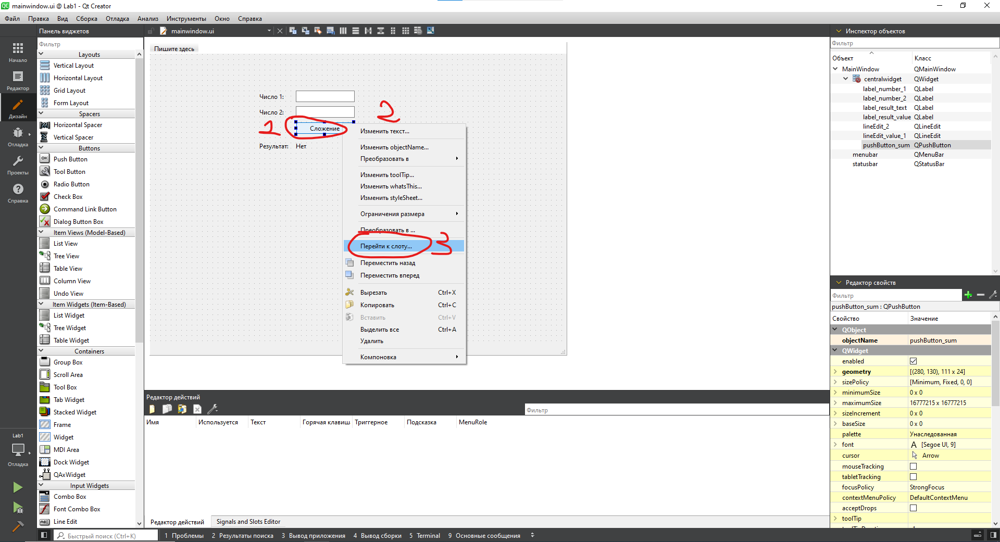 mainwindow.ui @ Lab1 - Qt Creator
Файл Правка Вид Сборка Отладка Анализ Инструменты Окно Справка
Панель виджетов
mainwindow.ui
Инспектор объектов
Фильтр
Фильтр
Начало
Редактор
Дизайн
Отладка
Проекты
Справка
Lab1
Отладка
Layouts
Vertical Layout
Horizontal Layout
Grid Layout
Form Layout
Spacers
Horizontal Spacer
Vertical Spacer
Buttons
OK Push Button
Tool Button
Radio Button
Check Box
Command Link Button
Dialog Button Box
Item Views (Model-Based)
List View
Tree View
Table View
Column View
Undo View
Item Widgets (Item-Based)
List Widget
Tree Widget
Table Widget
Containers
Group Box
Scroll Area
Tool Box
Tab Widget
Stacked Widget
Frame
Widget
MDI Area
Dock Widget
QAxWidget
Input Widgets
Combo Box
Font Combo Box
Line Edit
Пишите здесь
Число 1:
Число 2:
1
2
Сложение
Результат: Нет
Изменить текст...
Изменить objectName...
Преобразовать в
Изменить toolTip...
Изменить whatsThis...
Изменить styleSheet...
Ограничения размера
Преобразовать в ...
Перейти к слоту...
3
Переместить назад
Переместить вперед
Вырезать Ctrl+X
Копировать Ctrl+C
Вставить Ctrl+V
Выделить все Ctrl+A
Удалить
Компоновка
Редактор действий
Фильтр
Имя Используется Текст Горячая клавиш Триггерное Подсказка MenuRole
Редактор действий Signals and Slots Editor
Объект Класс
MainWindow QMainWindow
centralwidget QWidget
label_number_1 QLabel
label_number_2 QLabel
label_result_text QLabel
label_result_value QLabel
lineEdit_2 QLineEdit
lineEdit_value_1 QLineEdit
pushButton_sum QPushButton
menubar QMenuBar
statusbar QStatusBar
Редактор свойств
Фильтр
pushButton_sum : QPushButton
Свойство Значение
QObject
objectName pushButton_sum
QWidget
enabled
geometry [(280, 130), 111 x 24]
sizePolicy [Minimum, Fixed, 0, 0]
minimumSize 0 x 0
maximumSize 16777215 x 16777215
sizeIncrement 0 x 0
baseSize 0 x 0
palette Унаследованная
font A [Segoe UI, 9]
cursor Arrow
mouseTracking
tabletTracking
focusPolicy StrongFocus
contextMenuPolicy DefaultContextMenu
acceptDrops
toolTip
Быстрый поиск (Ctrl+K) 1 Проблемы 2 Результаты поиска 3 Вывод приложения 4 Вывод сборки 5 Terminal 9 Основные сообщения